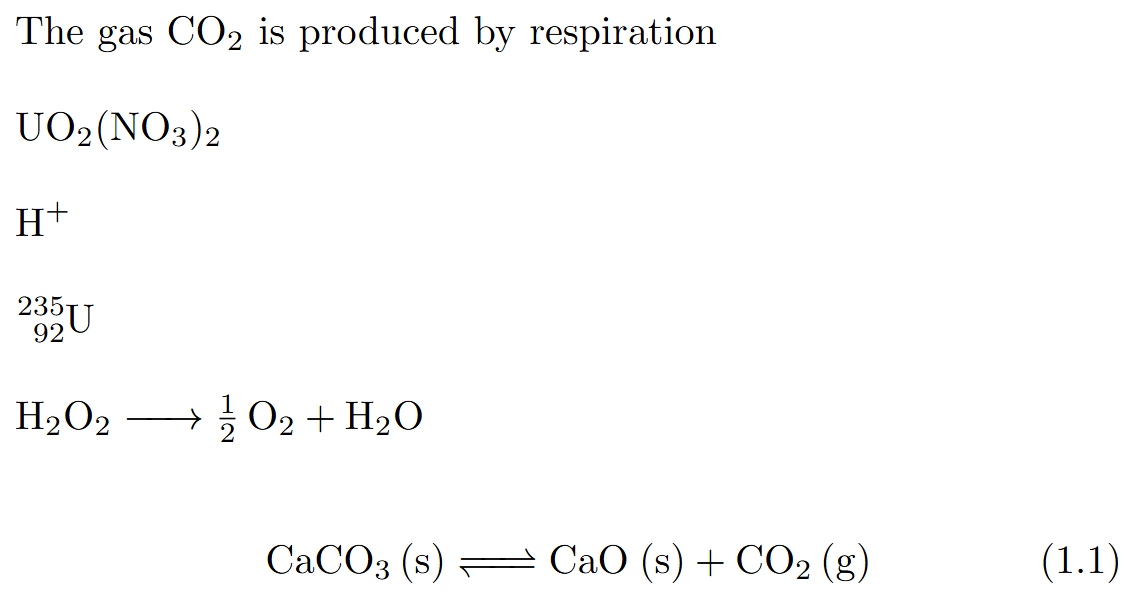 The gas CO₂ is produced by respiration
UO₂(NO₃)₂
H⁺
²³⁵₉₂U
H₂O₂ ⟶ ½ O₂ + H₂O
CaCO₃ (s) ⇌ CaO (s) + CO₂ (g) (1.1)